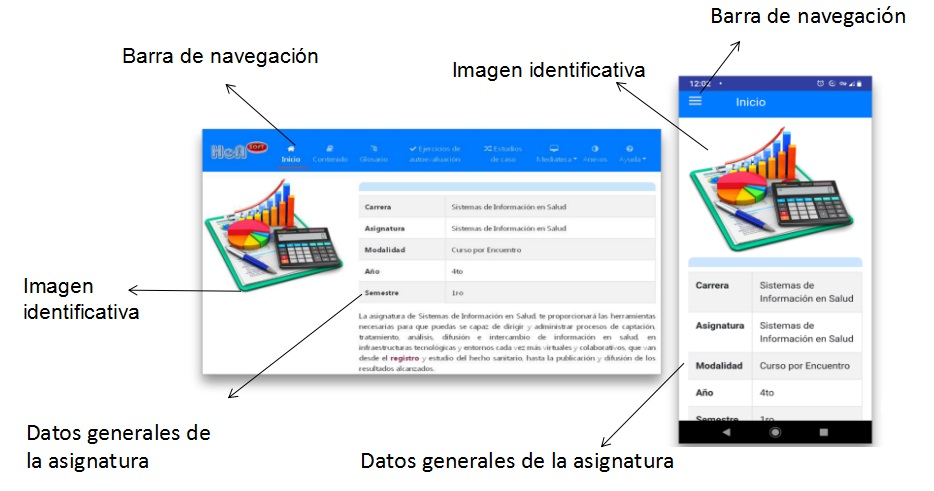 Barra de navegación
Barra de navegación
Imagen identificativa
12:02
Inicio
HeA SOFT
Inicio
Contenido
Glosario
Ejercicios de
autoevaluación
Estudios
de caso
Mediateca
Anexos
Ayuda
Carrera Sistemas de Información en Salud
Asignatura Sistemas de Información en Salud
Modalidad Curso por Encuentro
Año 4to
Semestre 1ro
La asignatura de Sistemas de Información en Salud, te proporcionará las herramientas
necesarias para que puedas se capaz de dirigir y administrar procesos de captación,
tratamiento, análisis, difusión e intercambio de información en salud, en
infraestructuras tecnológicas y entornos cada vez más virtuales y colaborativos, que van
desde el registro y estudio del hecho sanitario, hasta la publicación y difusión de los
resultados alcanzados.
Carrera Sistemas de
Información en Salud
Asignatura Sistemas de
Información en Salud
Modalidad Curso por Encuentro
Año 4to
Semestre 1ro
Imagen
identificativa
Datos generales de
la asignatura
Datos generales de la asignatura